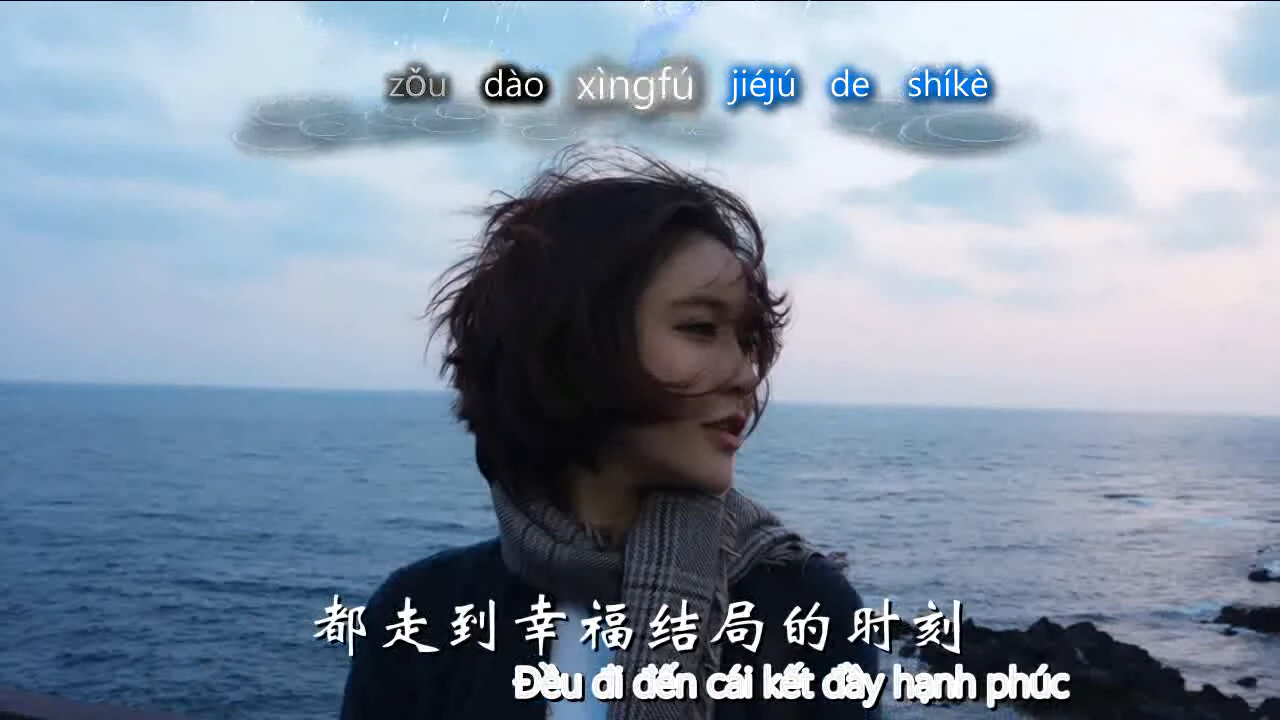 zǒu dào xìngfú jiéjú de shíkè
都走到幸福结局的时刻
Đều đi đến cái kết đầy hạnh phúc